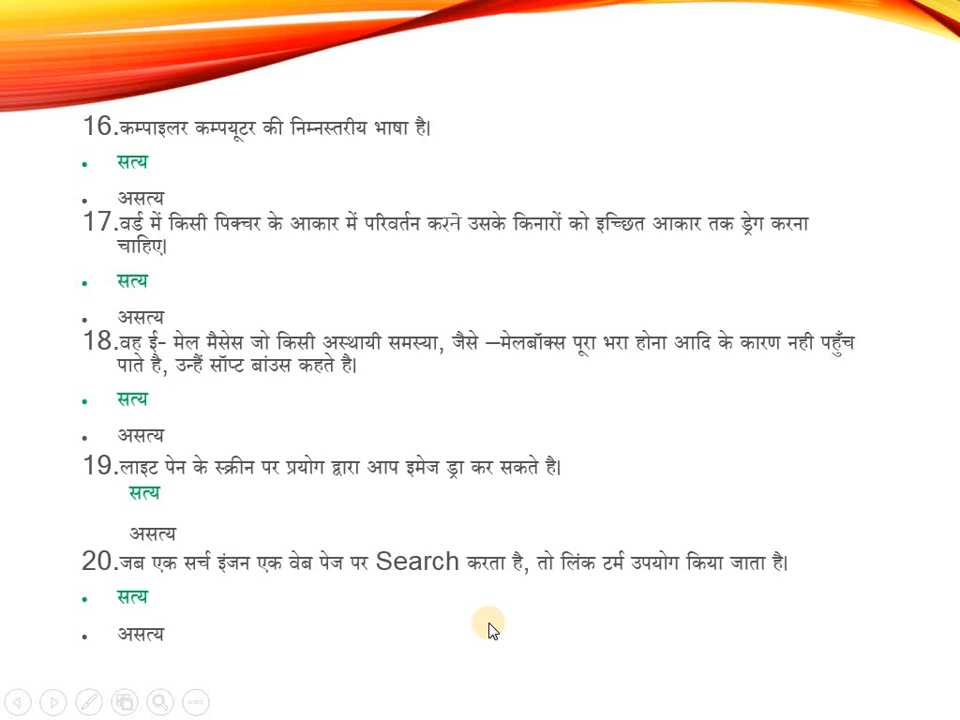 16.कम्पाइलर कम्पयूटर की निम्नस्तरीय भाषा है।
• सत्य
• असत्य
17.वर्ड में किसी पिक्चर के आकार में परिवर्तन करने उसके किनारों को इच्छित आकार तक ड्रेग करना
चाहिए।
• सत्य
• असत्य
18.वह ई- मेल मैसेस जो किसी अस्थायी समस्या, जैसे –मेलबॉक्स पूरा भरा होना आदि के कारण नही पहुँच
पाते है, उन्हैं सॉप्ट बांउस कहते है।
• सत्य
• असत्य
19.लाइट पेन के स्क्रीन पर प्रयोग द्वारा आप इमेज ड्रा कर सकते है।
सत्य
असत्य
20.जब एक सर्च इंजन एक वेब पेज पर Search करता है, तो लिंक टर्म उपयोग किया जाता है।
• सत्य
• असत्य